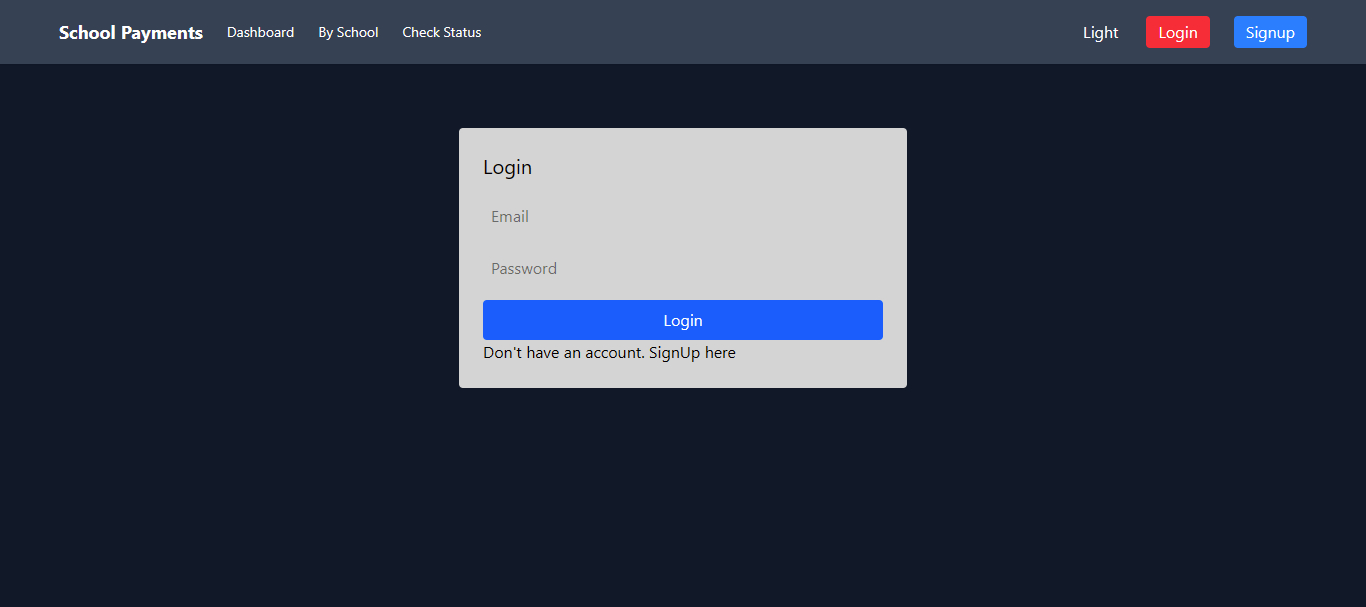 School Payments Dashboard By School Check Status Light Login Signup
Login
Email
Password
Login
Don't have an account. SignUp here